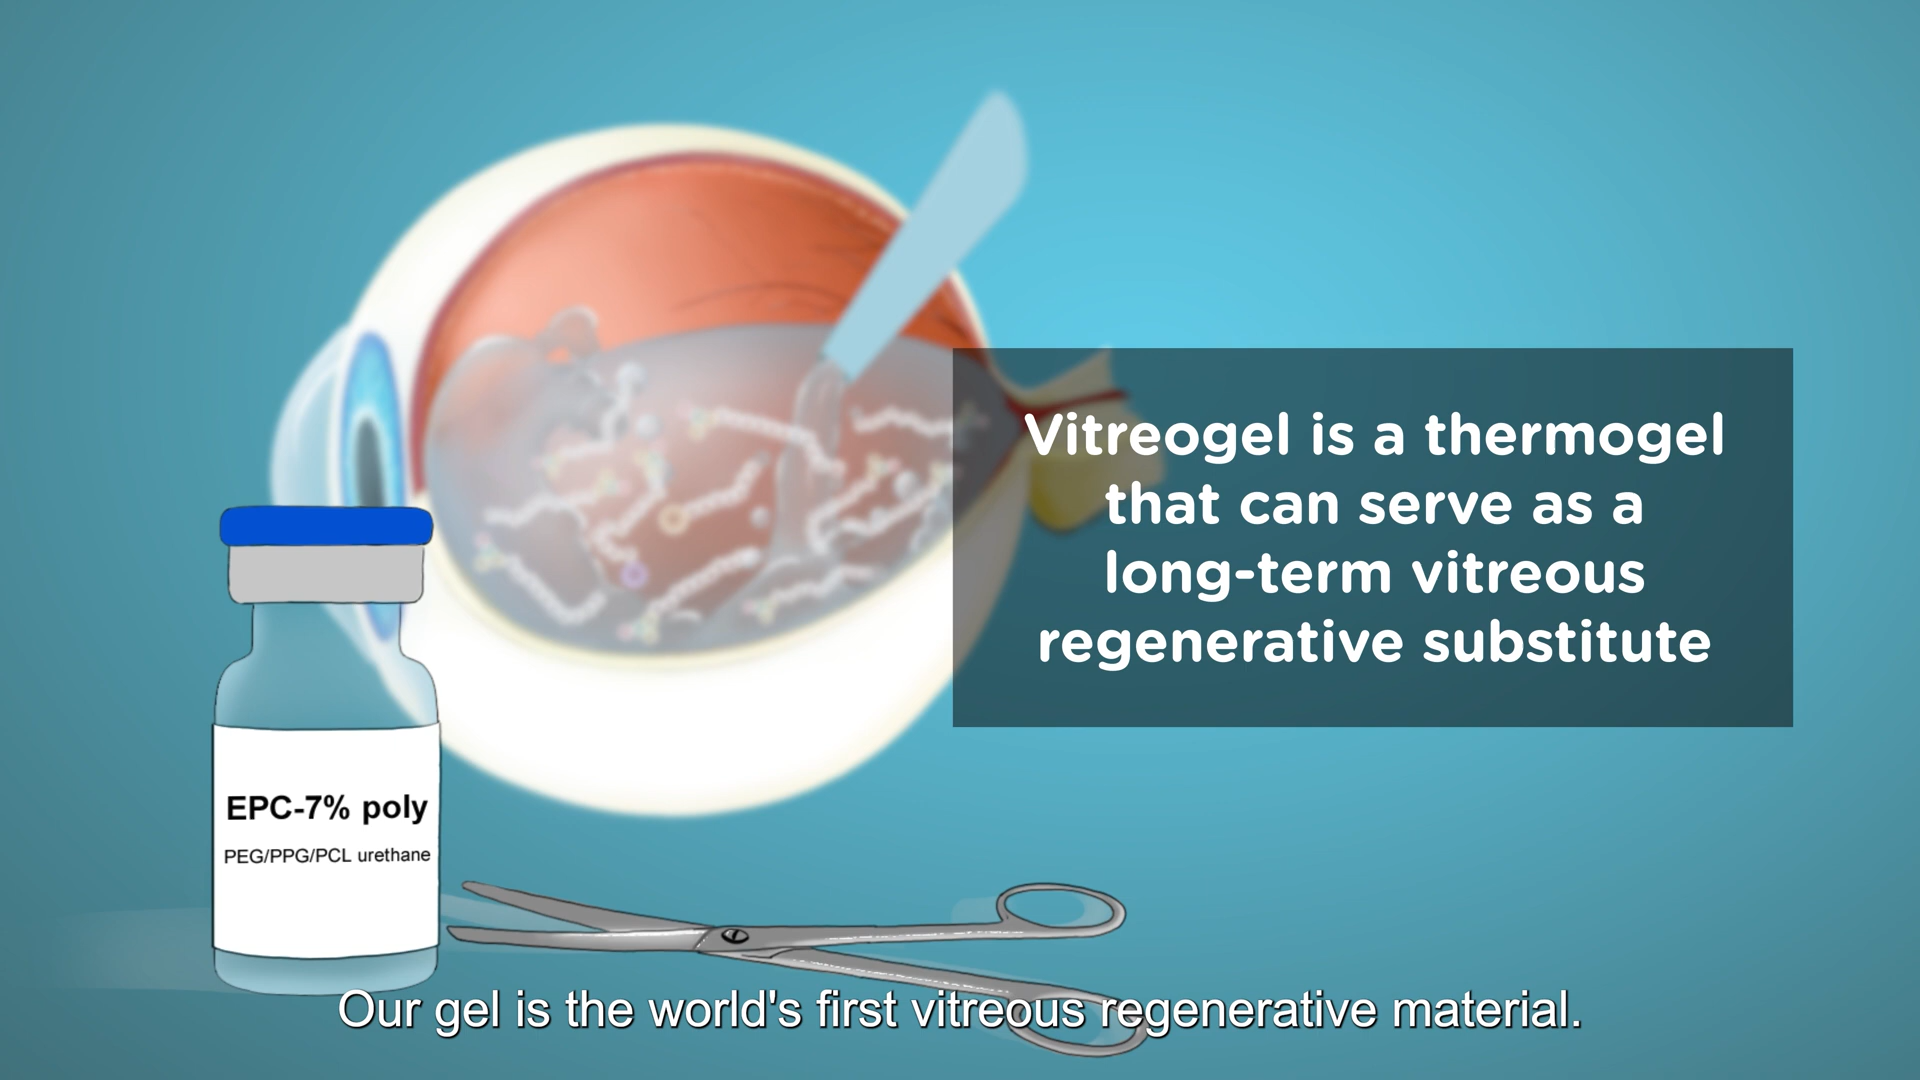 Vitreogel is a thermogel
that can serve as a
long-term vitreous
regenerative substitute
EPC-7% poly
PEG/PPG/PCL urethane
Our gel is the world's first vitreous regenerative material.